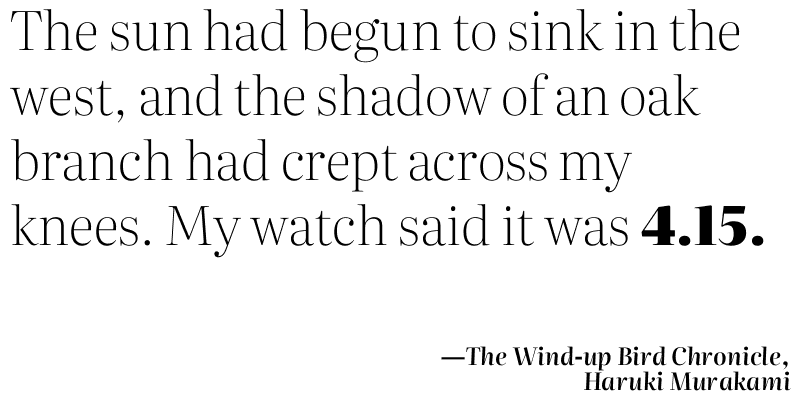 The sun had begun to sink in the
west, and the shadow of an oak
branch had crept across my
knees. My watch said it was 4.15.
—The Wind-up Bird Chronicle,
Haruki Murakami